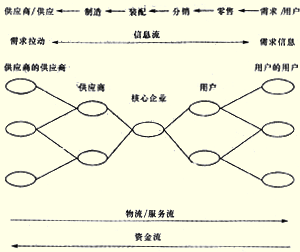 供应商/供应 制造 装配 分销 零售 需求/用户
信息流
需求拉动 需求信息
供应商的供应商 用户的用户
供应商 用户
核心企业
物流/服务流
资金流